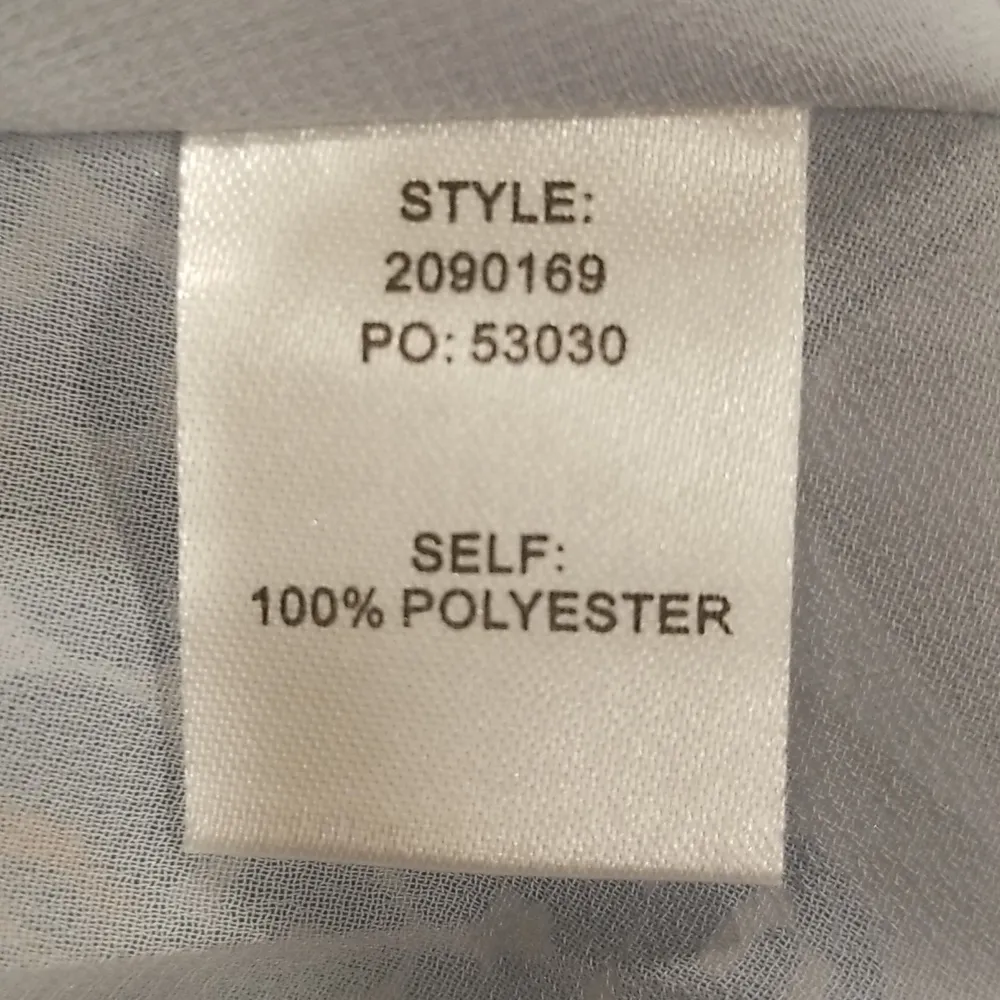 STYLE:
2090169
PO: 53030
SELF:
100% POLYESTER